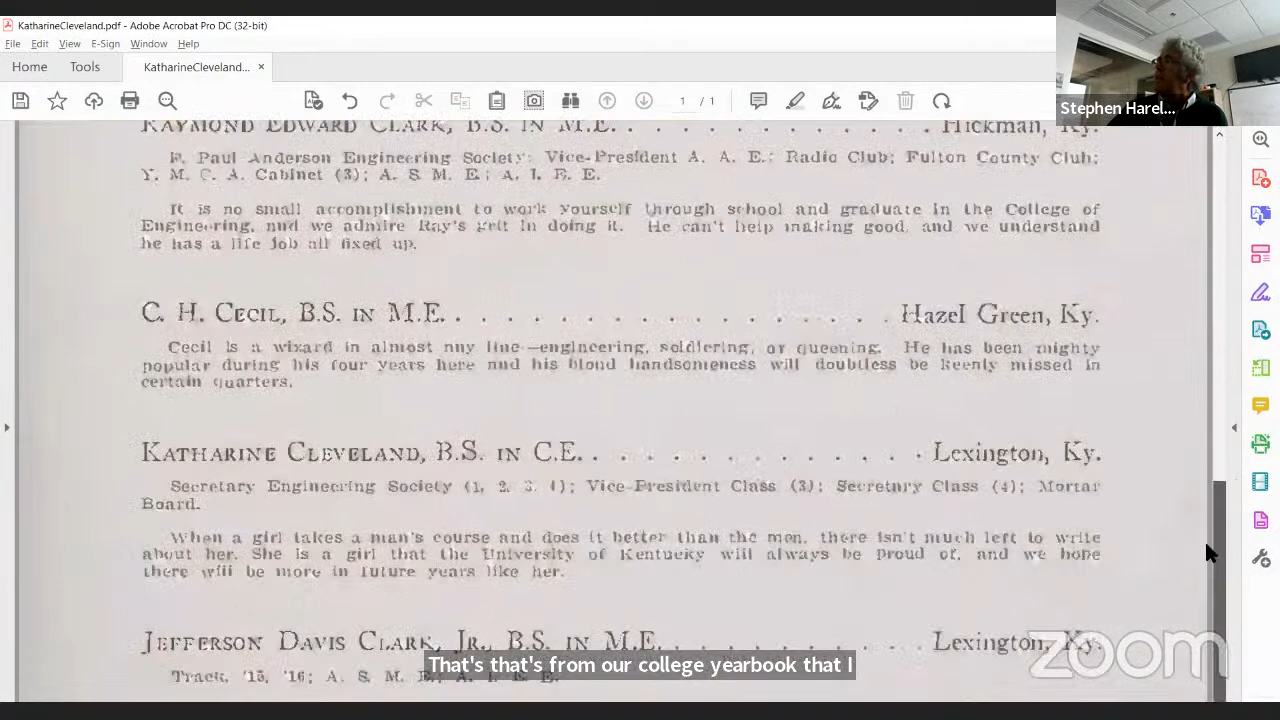 KatharineCleveland.pdf - Adobe Acrobat Pro DC (32-bit)
File Edit View E-Sign Window Help
Home Tools KatharineCleveland... ×
1 / 1
Stephen Harel...
RAYMOND EDWARD CLARK, B.S. IN M.E. . . . . . . . . . . . . Hickman, Ky.
F. Paul Anderson Engineering Society; Vice-President A. A. E.; Radio Club; Fulton County Club;
Y. M. C. A. Cabinet (3); A. S. M. E.; A. I. E. E.
It is no small accomplishment to work yourself through school and graduate in the College of
Engineering, and we admire Ray's grit in doing it. He can't help making good, and we understand
he has a life job all fixed up.
C. H. CECIL, B.S. IN M.E. . . . . . . . . . . . . . . . . . Hazel Green, Ky.
Cecil is a wizard in almost any line—engineering, soldiering, or queening. He has been mighty
popular during his four years here and his blond handsomeness will doubtless be keenly missed in
certain quarters.
KATHARINE CLEVELAND, B.S. IN C.E. . . . . . . . . . . . . . Lexington, Ky.
Secretary Engineering Society (1, 2, 3, 4); Vice-President Class (3); Secretary Class (4); Mortar
Board.
When a girl takes a man's course and does it better than the men, there isn't much left to write
about her. She is a girl that the University of Kentucky will always be proud of, and we hope
there will be more in future years like her.
JEFFERSON DAVIS CLARK, JR., B.S. IN M.E. . . . . . . . . . . Lexington, Ky.
Track, '15, '16; A. S. M. E.; A. I. E. E.
That's that's from our college yearbook that I
zoom